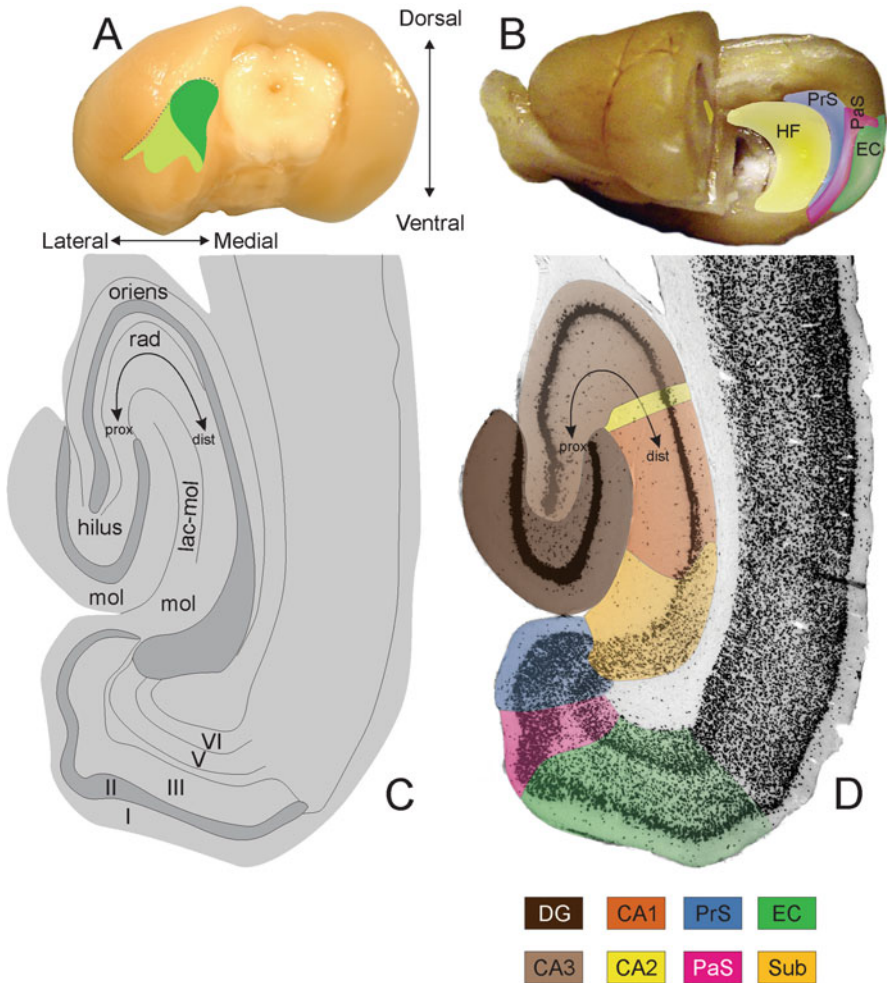 A
Dorsal
Ventral
Lateral
Medial
B
PrS
PaS
HF
EC
oriens
rad
prox
dist
hilus
lac-mol
mol
mol
VI
V
III
II
I
C
prox
dist
D
DG
CA1
PrS
EC
CA3
CA2
PaS
Sub